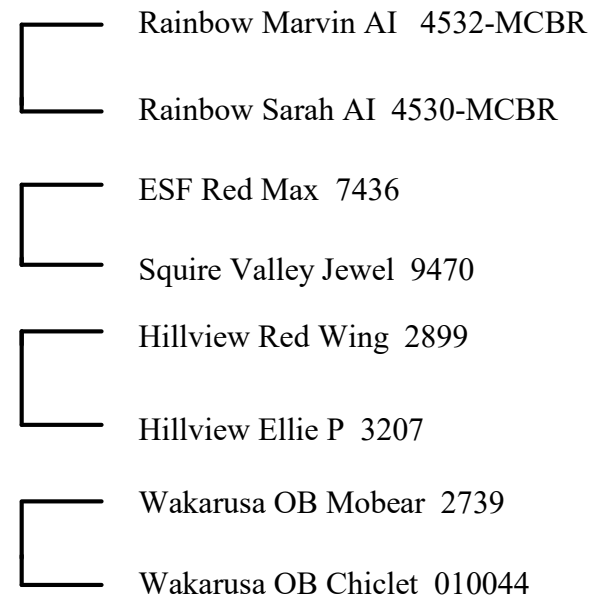 Rainbow Marvin AI 4532-MCBR
Rainbow Sarah AI 4530-MCBR
ESF Red Max 7436
Squire Valley Jewel 9470
Hillview Red Wing 2899
Hillview Ellie P 3207
Wakarusa OB Mobear 2739
Wakarusa OB Chiclet 010044